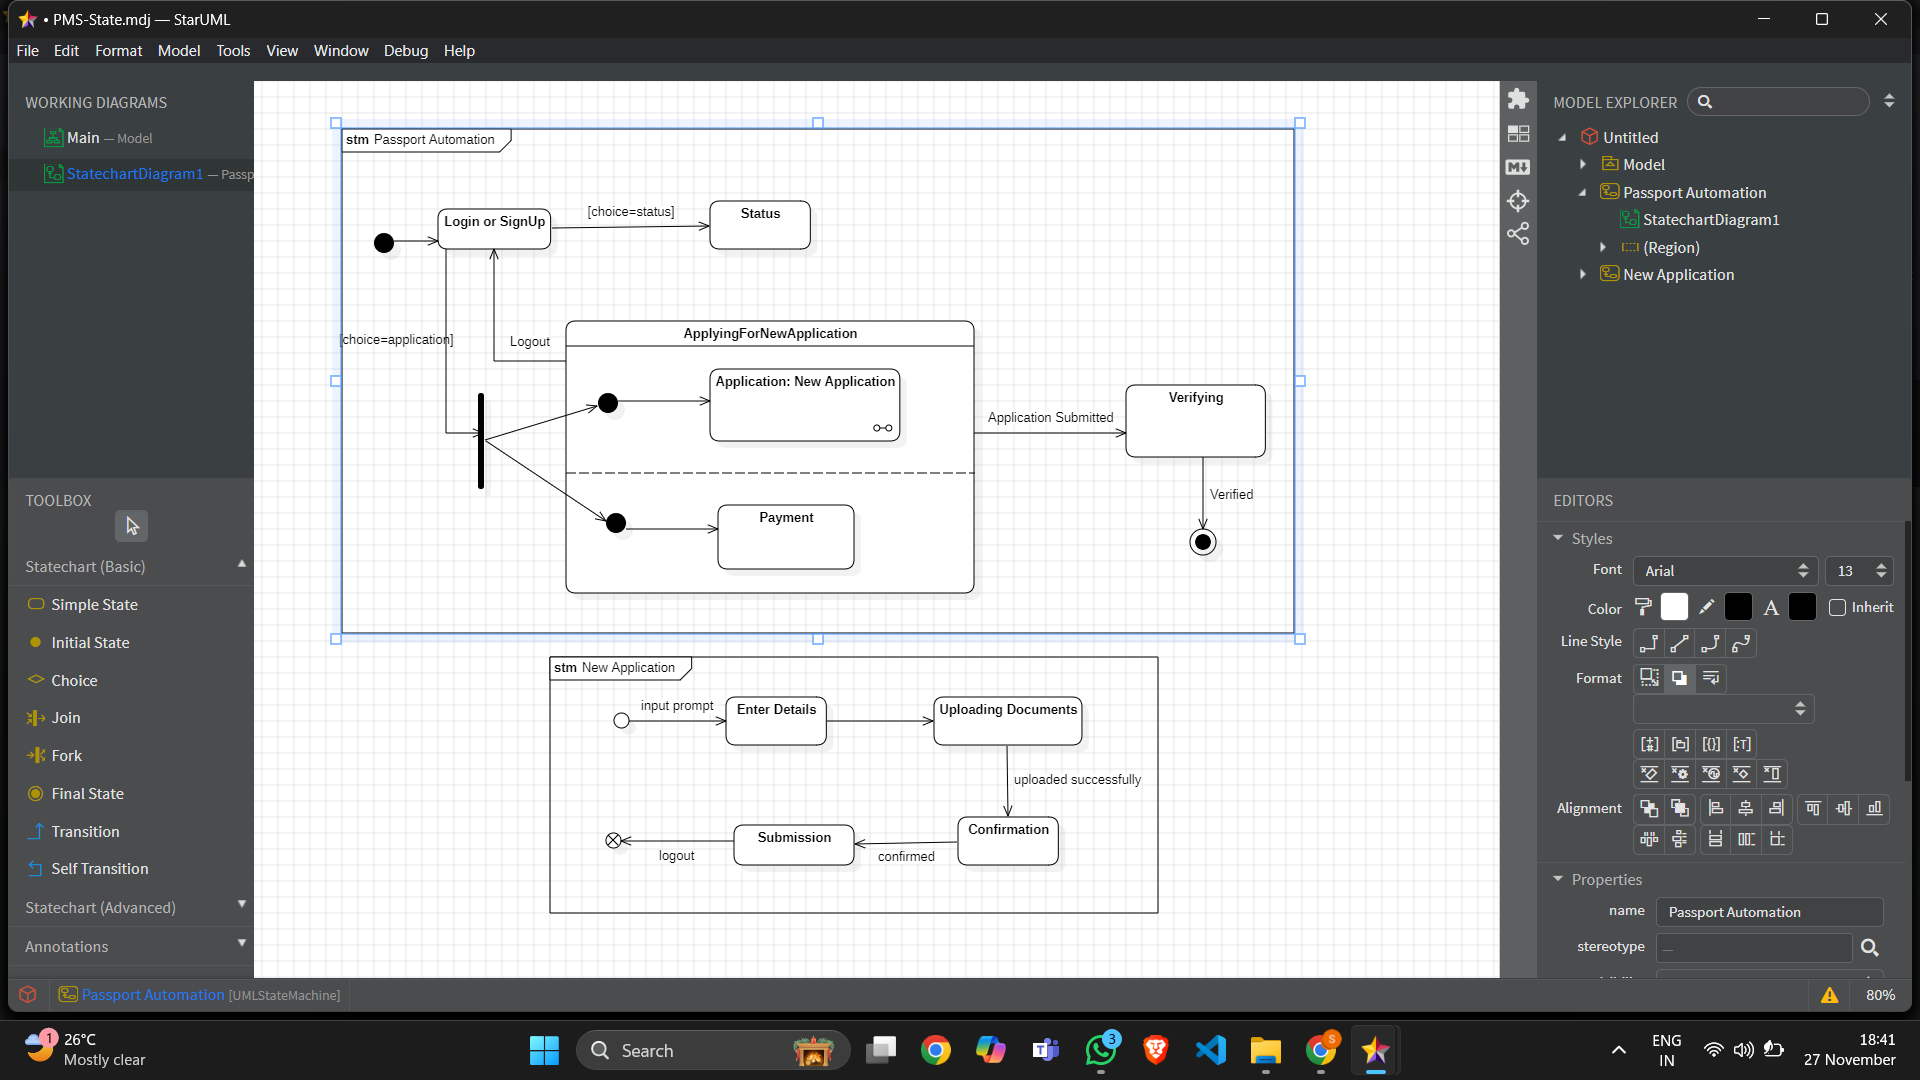 • PMS-State.mdj — StarUML
File Edit Format Model Tools View Window Debug Help
WORKING DIAGRAMS
Main — Model
StatechartDiagram1 — Passp
TOOLBOX
Statechart (Basic)
Simple State
Initial State
Choice
Join
Fork
Final State
Transition
Self Transition
Statechart (Advanced)
Annotations
stm Passport Automation
Login or SignUp
[choice=status]
Status
[choice=application]
Logout
ApplyingForNewApplication
Application: New Application
Payment
Application Submitted
Verifying
Verified
stm New Application
input prompt
Enter Details
Uploading Documents
uploaded successfully
Confirmation
confirmed
Submission
logout
MODEL EXPLORER
Untitled
Model
Passport Automation
StatechartDiagram1
(Region)
New Application
EDITORS
Styles
Font Arial 13
Color A Inherit
Line Style
Format
Alignment
Properties
name Passport Automation
stereotype —
Passport Automation [UMLStateMachine]
80%
1
26°C
Mostly clear
Search
3
S
ENG
IN
18:41
27 November